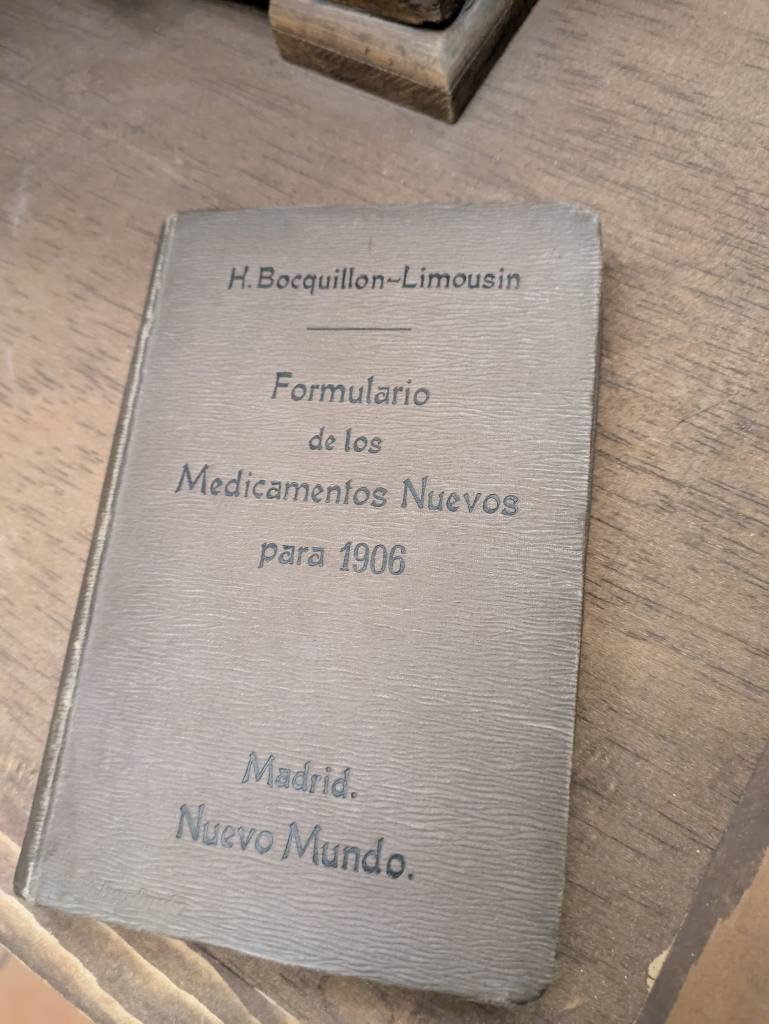 H. Bocquillon-Limousin
Formulario
de los
Medicamentos Nuevos
para 1906
Madrid.
Nuevo Mundo.